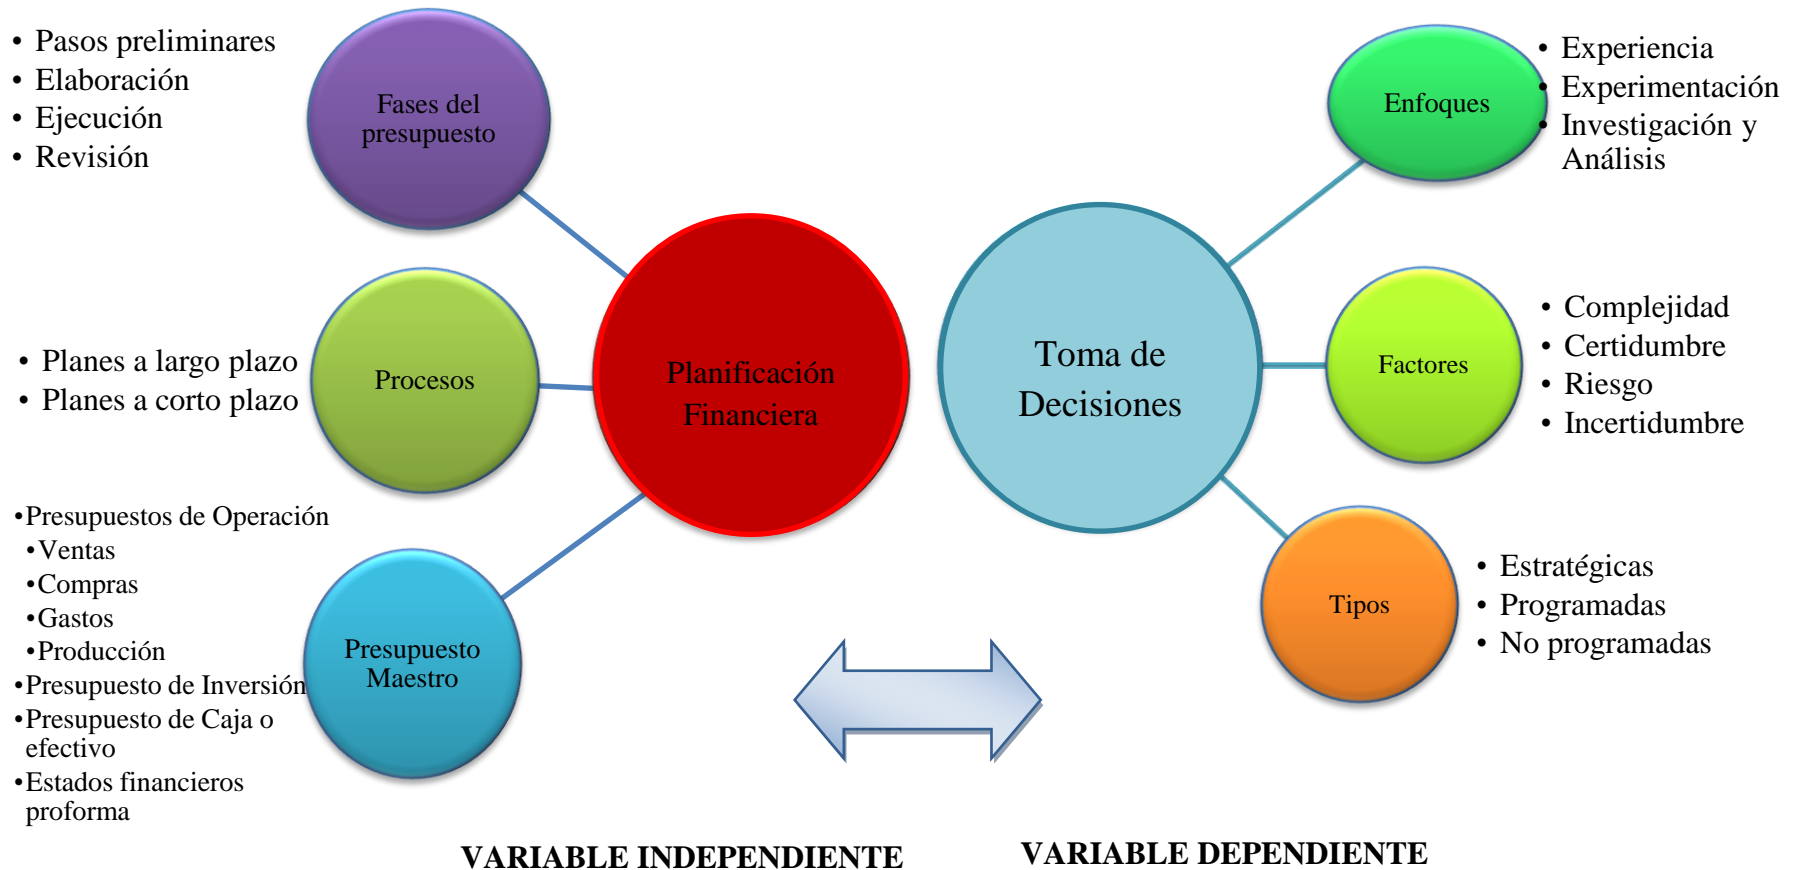 • Pasos preliminares
• Elaboración
• Ejecución
• Revisión
Fases del
presupuesto
• Planes a largo plazo
• Planes a corto plazo
Procesos
•Presupuestos de Operación
•Ventas
•Compras
•Gastos
•Producción
•Presupuesto de Inversión
•Presupuesto de Caja o
efectivo
•Estados financieros
proforma
Presupuesto
Maestro
Planificación
Financiera
VARIABLE INDEPENDIENTE
Toma de
Decisiones
Enfoques
• Experiencia
• Experimentación
• Investigación y
Análisis
Factores
• Complejidad
• Certidumbre
• Riesgo
• Incertidumbre
Tipos
• Estratégicas
• Programadas
• No programadas
VARIABLE DEPENDIENTE